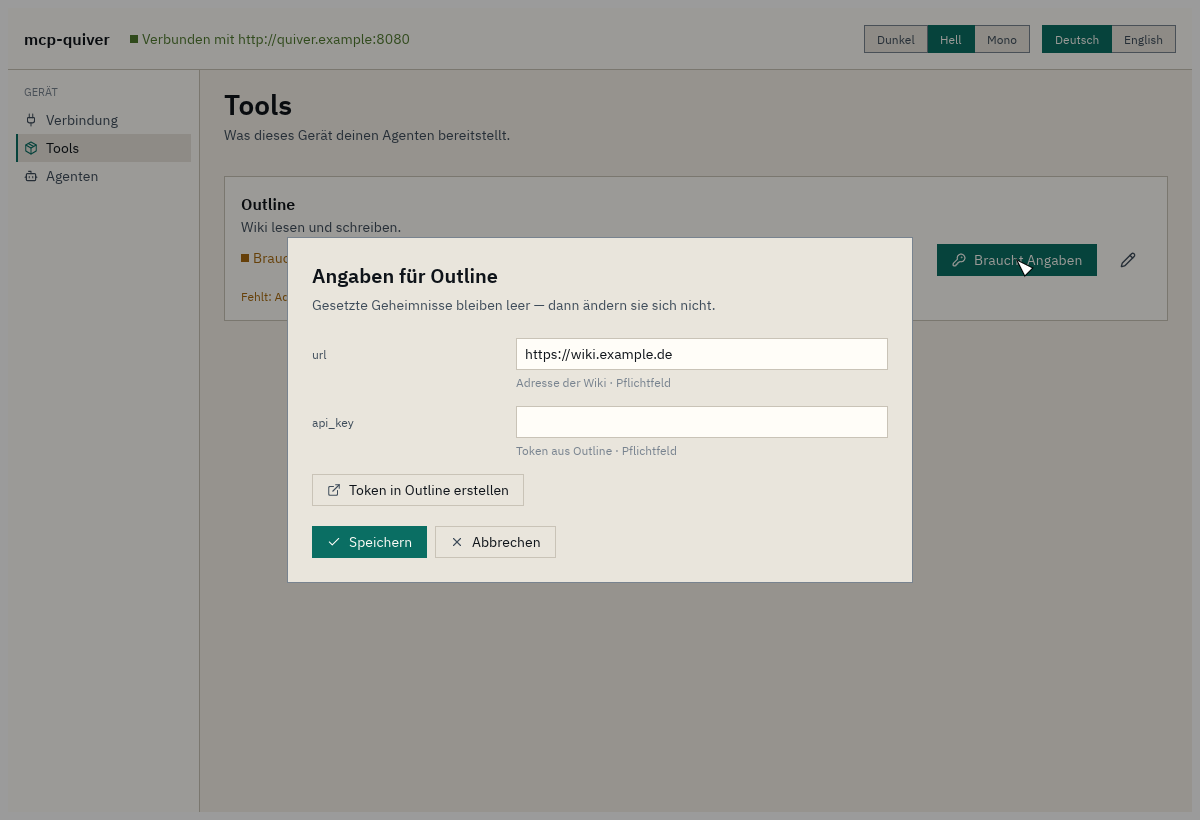 mcp-quiver
Verbunden mit http://quiver.example:8080
Dunkel Hell Mono Deutsch English
GERÄT
Verbindung
Tools
Agenten
Tools
Was dieses Gerät deinen Agenten bereitstellt.
Outline
Wiki lesen und schreiben.
Braucht Angaben
Fehlt:
Angaben für Outline
Gesetzte Geheimnisse bleiben leer — dann ändern sie sich nicht.
url
https://wiki.example.de
Adresse der Wiki · Pflichtfeld
api_key
Token aus Outline · Pflichtfeld
Token in Outline erstellen
Speichern Abbrechen